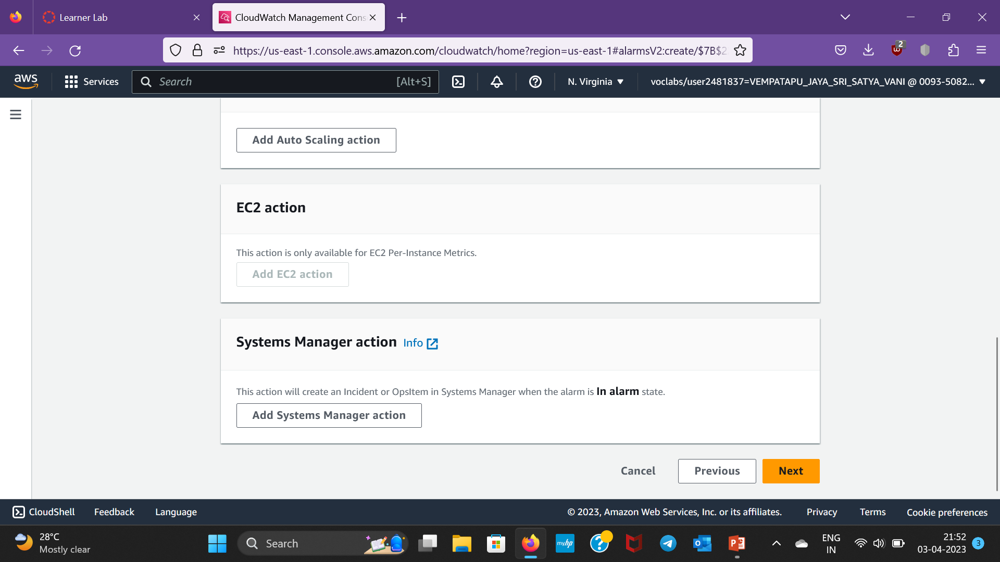 Learner Lab
CloudWatch Management Cons
https://us-east-1.console.aws.amazon.com/cloudwatch/home?region=us-east-1#alarmsV2:create/$7B$2
2
aws
Services
Search
[Alt+S]
N. Virginia
voclabs/user2481837=VEMPATAPU_JAYA_SRI_SATYA_VANI @ 0093-5082...
Add Auto Scaling action
EC2 action
This action is only available for EC2 Per-Instance Metrics.
Add EC2 action
Systems Manager action Info
This action will create an Incident or OpsItem in Systems Manager when the alarm is In alarm state.
Add Systems Manager action
Cancel
Previous
Next
CloudShell
Feedback
Language
© 2023, Amazon Web Services, Inc. or its affiliates.
Privacy
Terms
Cookie preferences
28°C
Mostly clear
Search
myhp
ENG
IN
21:52
03-04-2023
3